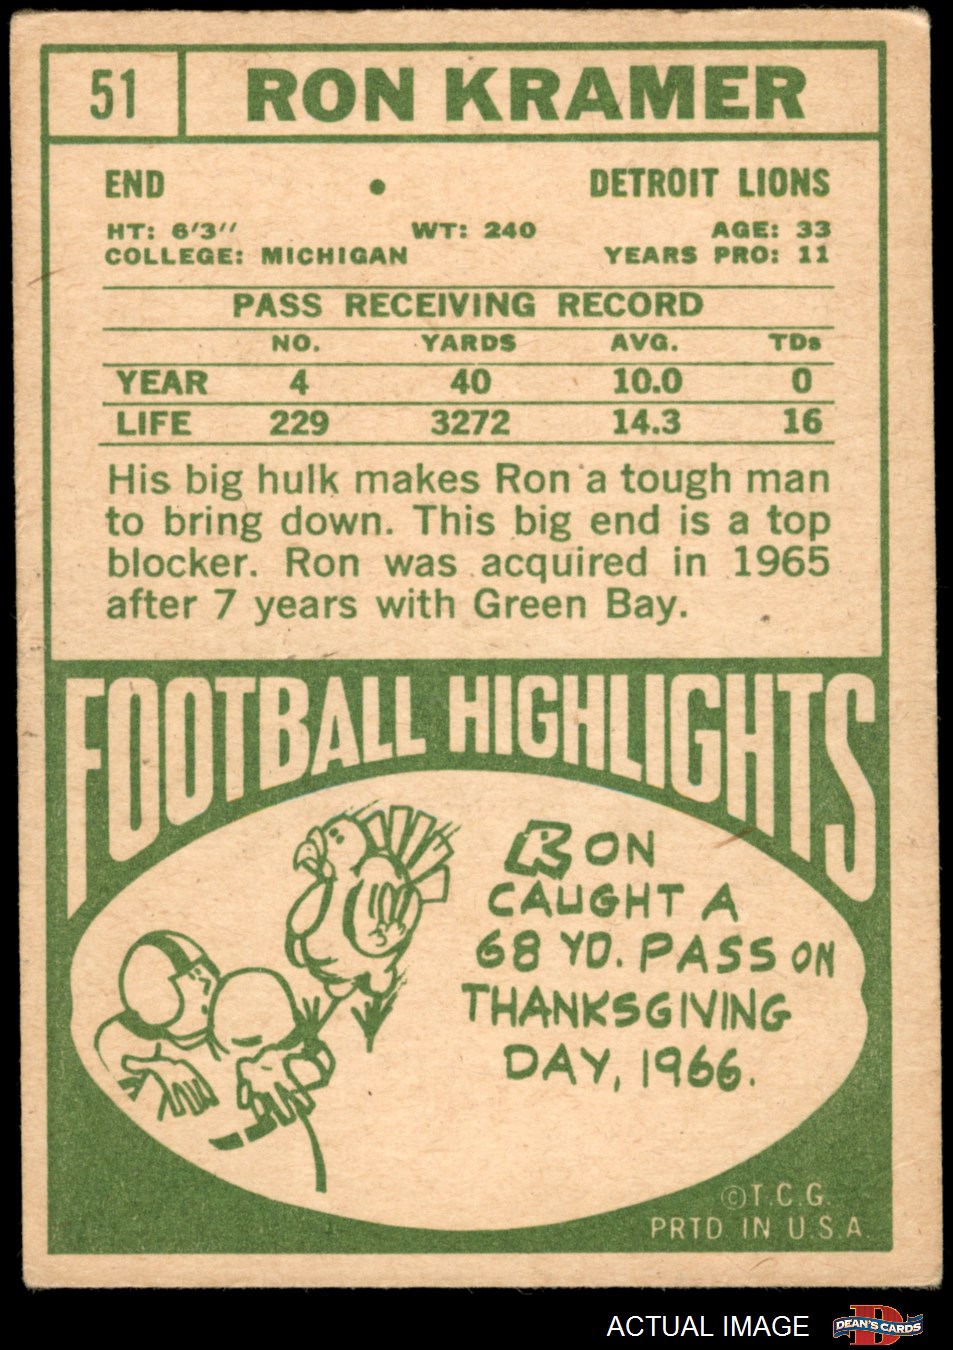 51 RON KRAMER
END • DETROIT LIONS
HT: 6'3" WT: 240 AGE: 33
COLLEGE: MICHIGAN YEARS PRO: 11
PASS RECEIVING RECORD
NO. YARDS AVG. TDs
YEAR 4 40 10.0 0
LIFE 229 3272 14.3 16
His big hulk makes Ron a tough man
to bring down. This big end is a top
blocker. Ron was acquired in 1965
after 7 years with Green Bay.
FOOTBALL HIGHLIGHTS
RON
CAUGHT A
68 YD. PASS ON
THANKSGIVING
DAY, 1966.
©T.C.G.
PRTD IN U.S.A.
ACTUAL IMAGE
D
DEAN'S CARDS